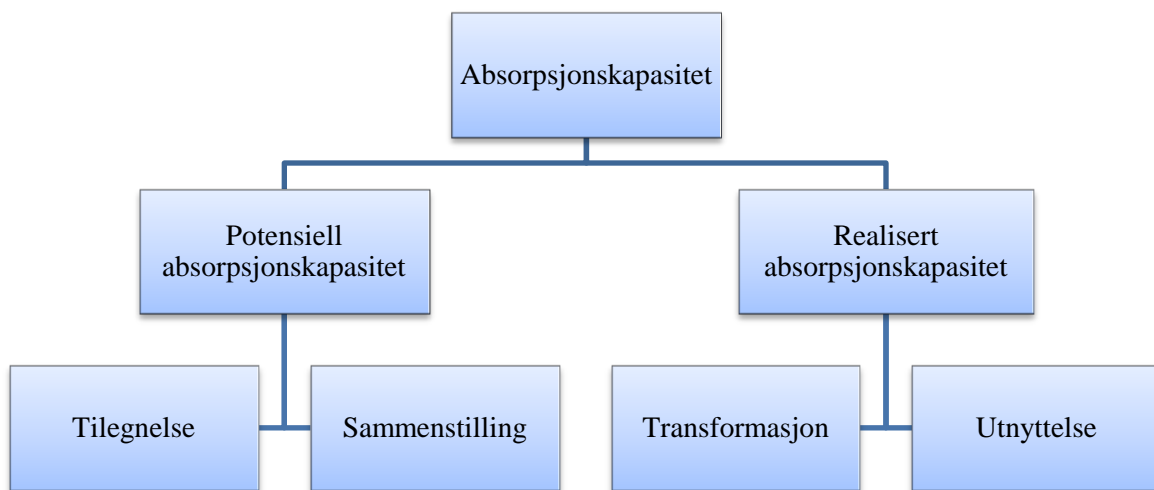 Absorpsjonskapasitet
Potensiell
absorpsjonskapasitet
Realisert
absorpsjonskapasitet
Tilegnelse
Sammenstilling
Transformasjon
Utnyttelse